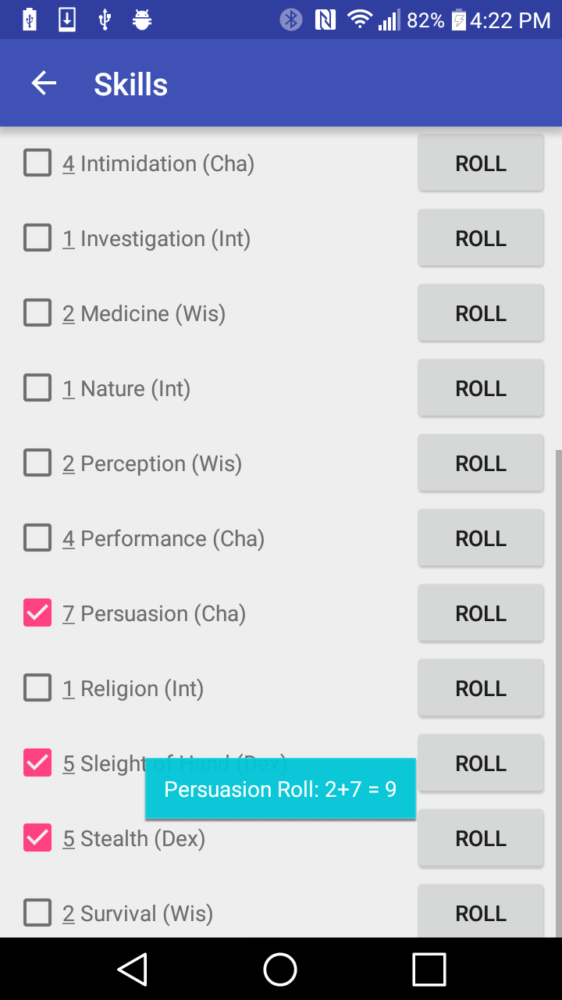 82% 4:22 PM
Skills
4 Intimidation (Cha) ROLL
1 Investigation (Int) ROLL
2 Medicine (Wis) ROLL
1 Nature (Int) ROLL
2 Perception (Wis) ROLL
4 Performance (Cha) ROLL
7 Persuasion (Cha) ROLL
1 Religion (Int) ROLL
5 Sleight of Hand (Dex) ROLL
Persuasion Roll: 2+7 = 9
5 Stealth (Dex) ROLL
2 Survival (Wis) ROLL